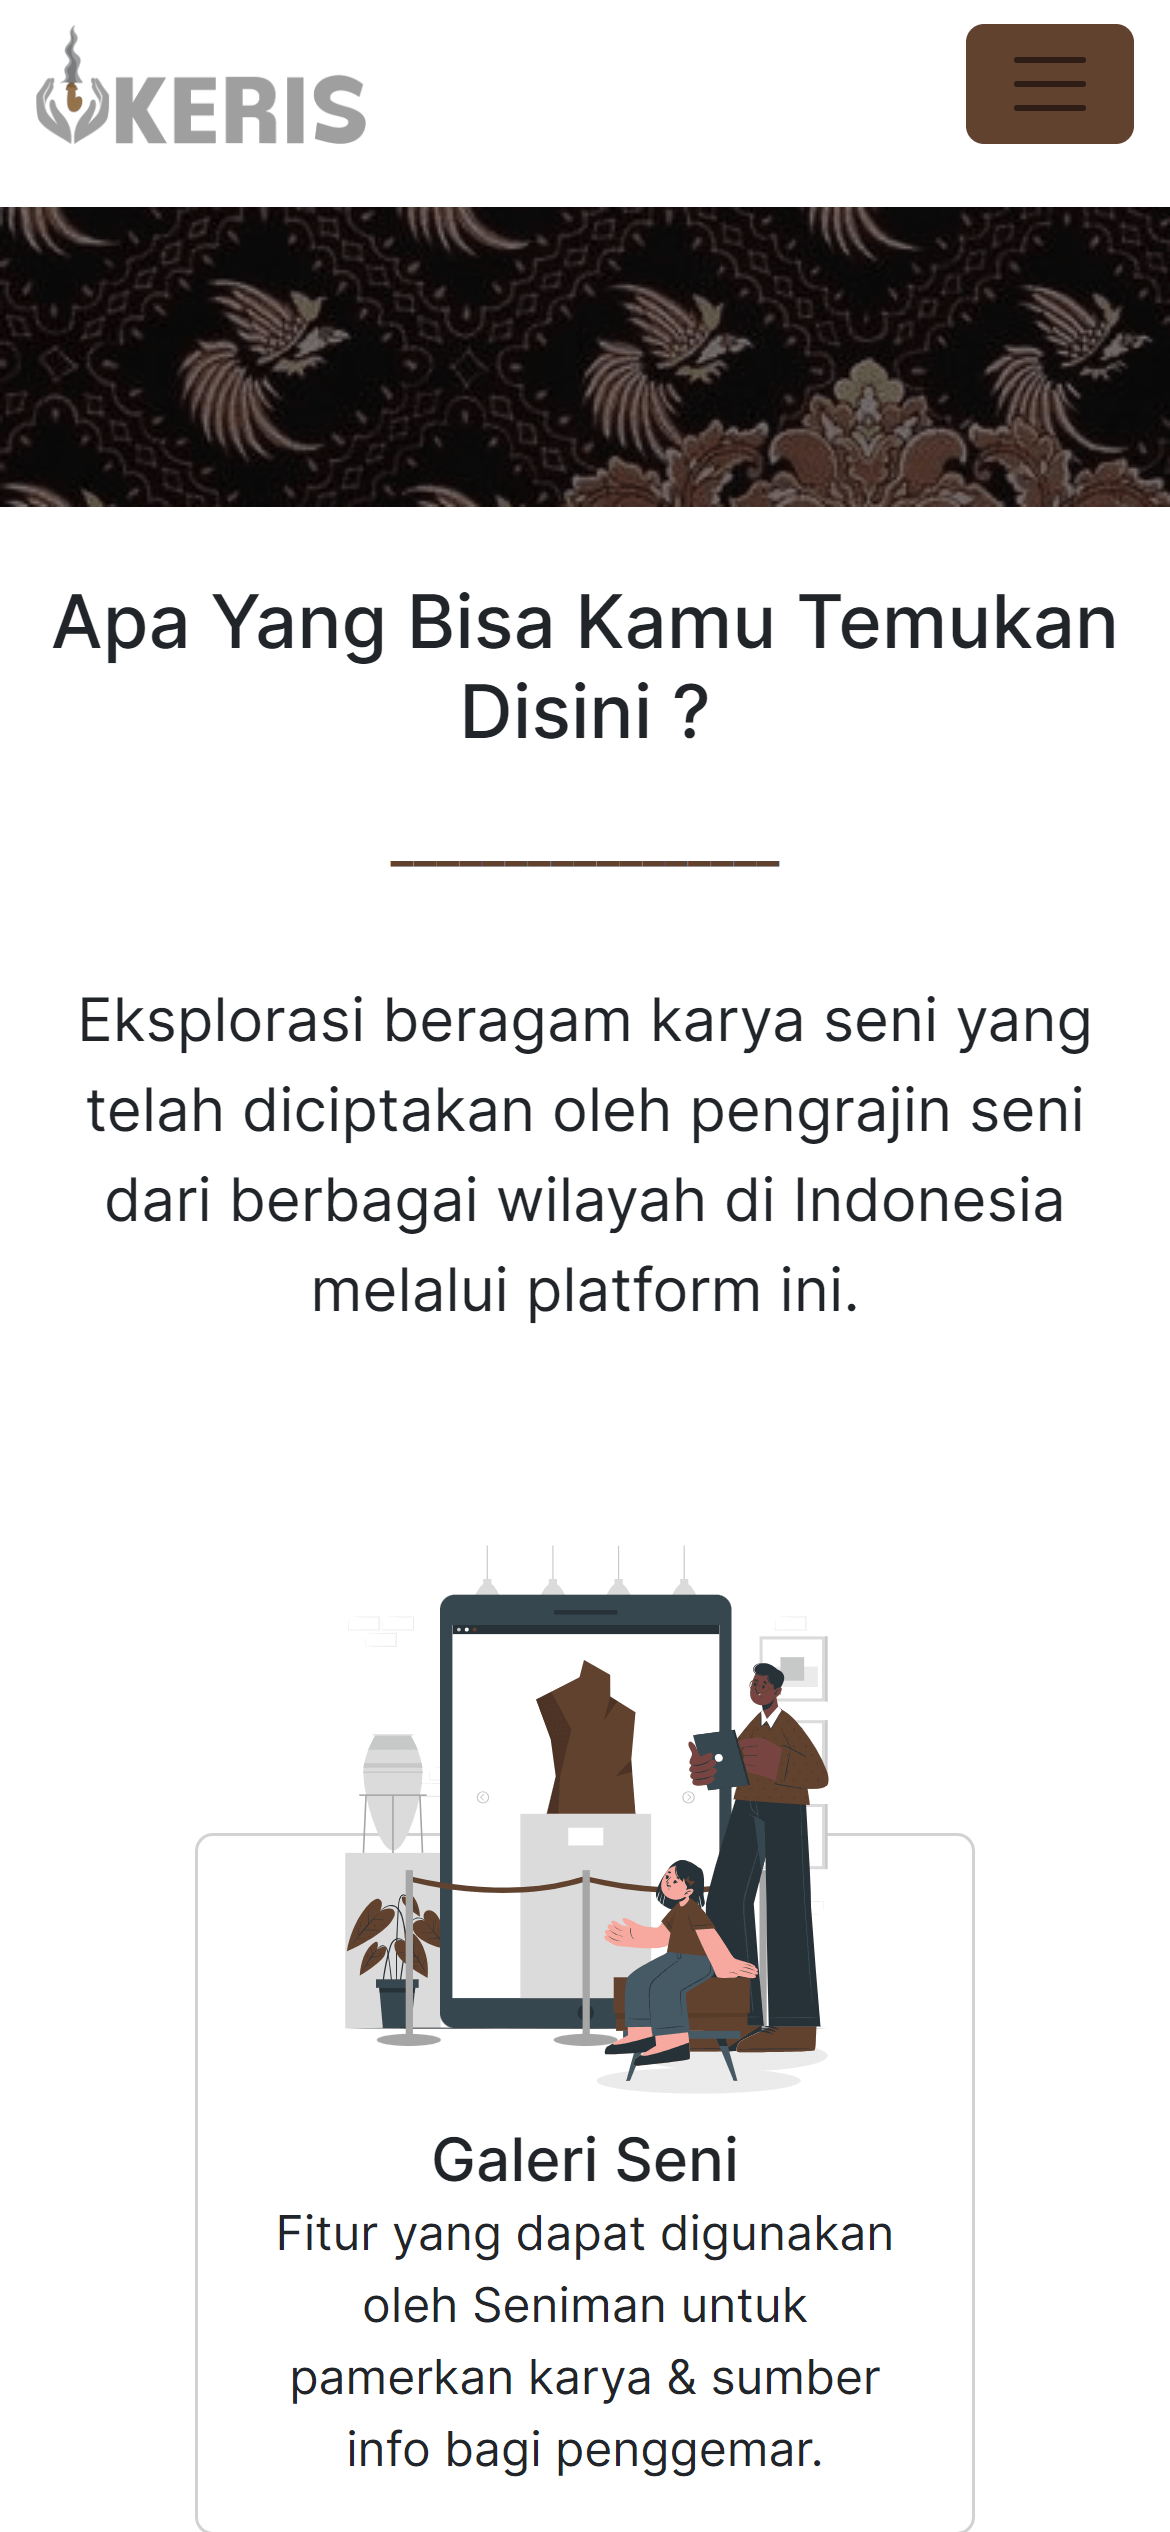 KERIS
Apa Yang Bisa Kamu Temukan
Disini ?
Eksplorasi beragam karya seni yang
telah diciptakan oleh pengrajin seni
dari berbagai wilayah di Indonesia
melalui platform ini.
Galeri Seni
Fitur yang dapat digunakan
oleh Seniman untuk
pamerkan karya & sumber
info bagi penggemar.